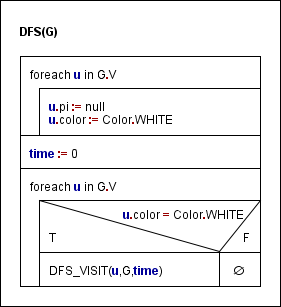 DFS(G)
foreach u in G.V
u.pi := null
u.color := Color.WHITE
time := 0
foreach u in G.V
u.color = Color.WHITE
T F
DFS_VISIT(u,G,time) ∅